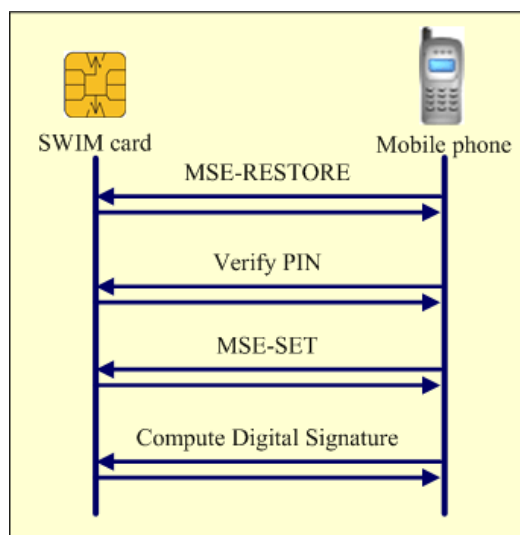 SWIM card
Mobile phone
MSE-RESTORE
Verify PIN
MSE-SET
Compute Digital Signature